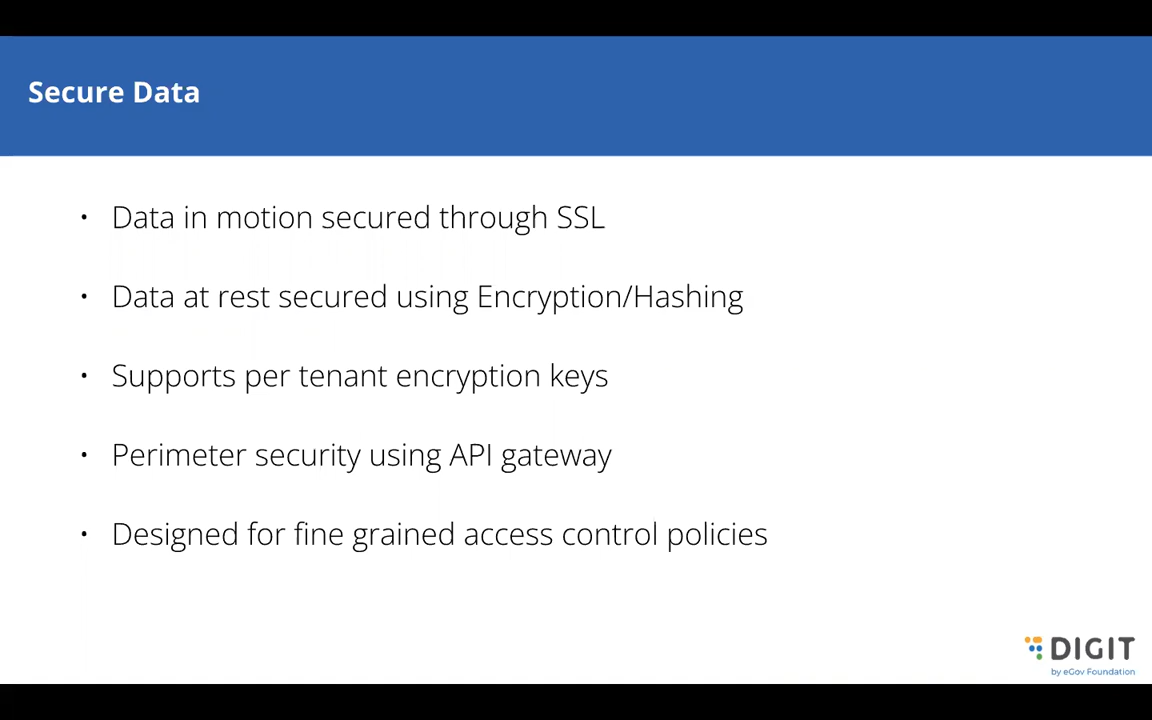 Secure Data
• Data in motion secured through SSL
• Data at rest secured using Encryption/Hashing
• Supports per tenant encryption keys
• Perimeter security using API gateway
• Designed for fine grained access control policies
DIGIT
by eGov Foundation